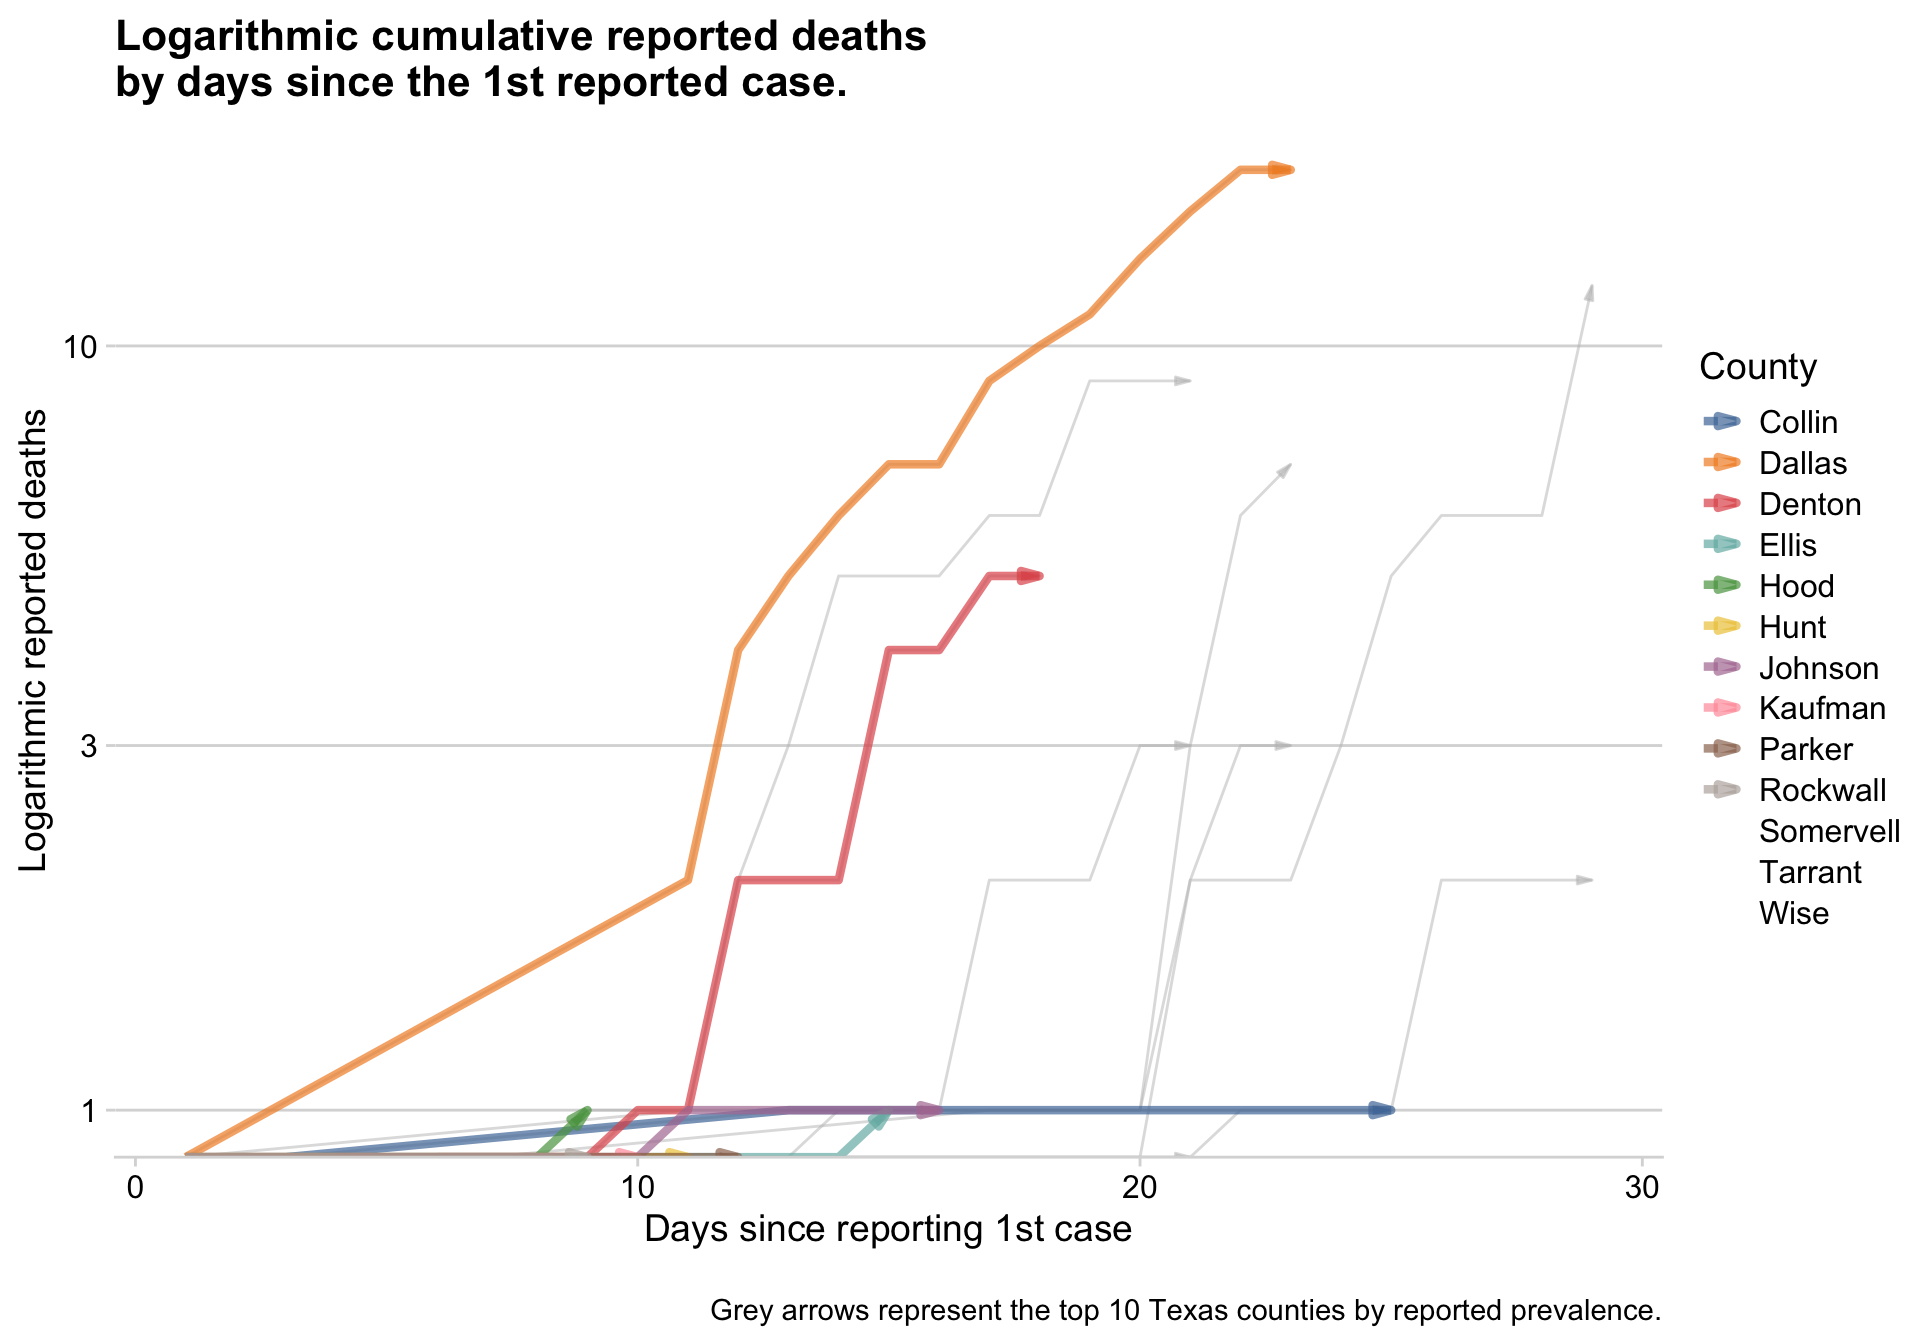 Logarithmic cumulative reported deaths
by days since the 1st reported case.
Logarithmic reported deaths
10
3
1
0
10
20
30
Days since reporting 1st case
County
Collin
Dallas
Denton
Ellis
Hood
Hunt
Johnson
Kaufman
Parker
Rockwall
Somervell
Tarrant
Wise
Grey arrows represent the top 10 Texas counties by reported prevalence.